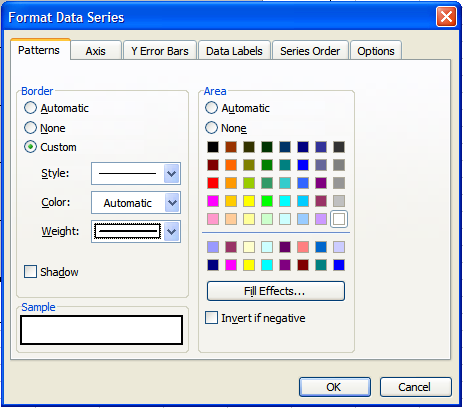 Format Data Series
Patterns Axis Y Error Bars Data Labels Series Order Options
Border
Automatic
None
Custom
Style:
Color: Automatic
Weight:
Shadow
Sample
Area
Automatic
None
Fill Effects...
Invert if negative
OK Cancel